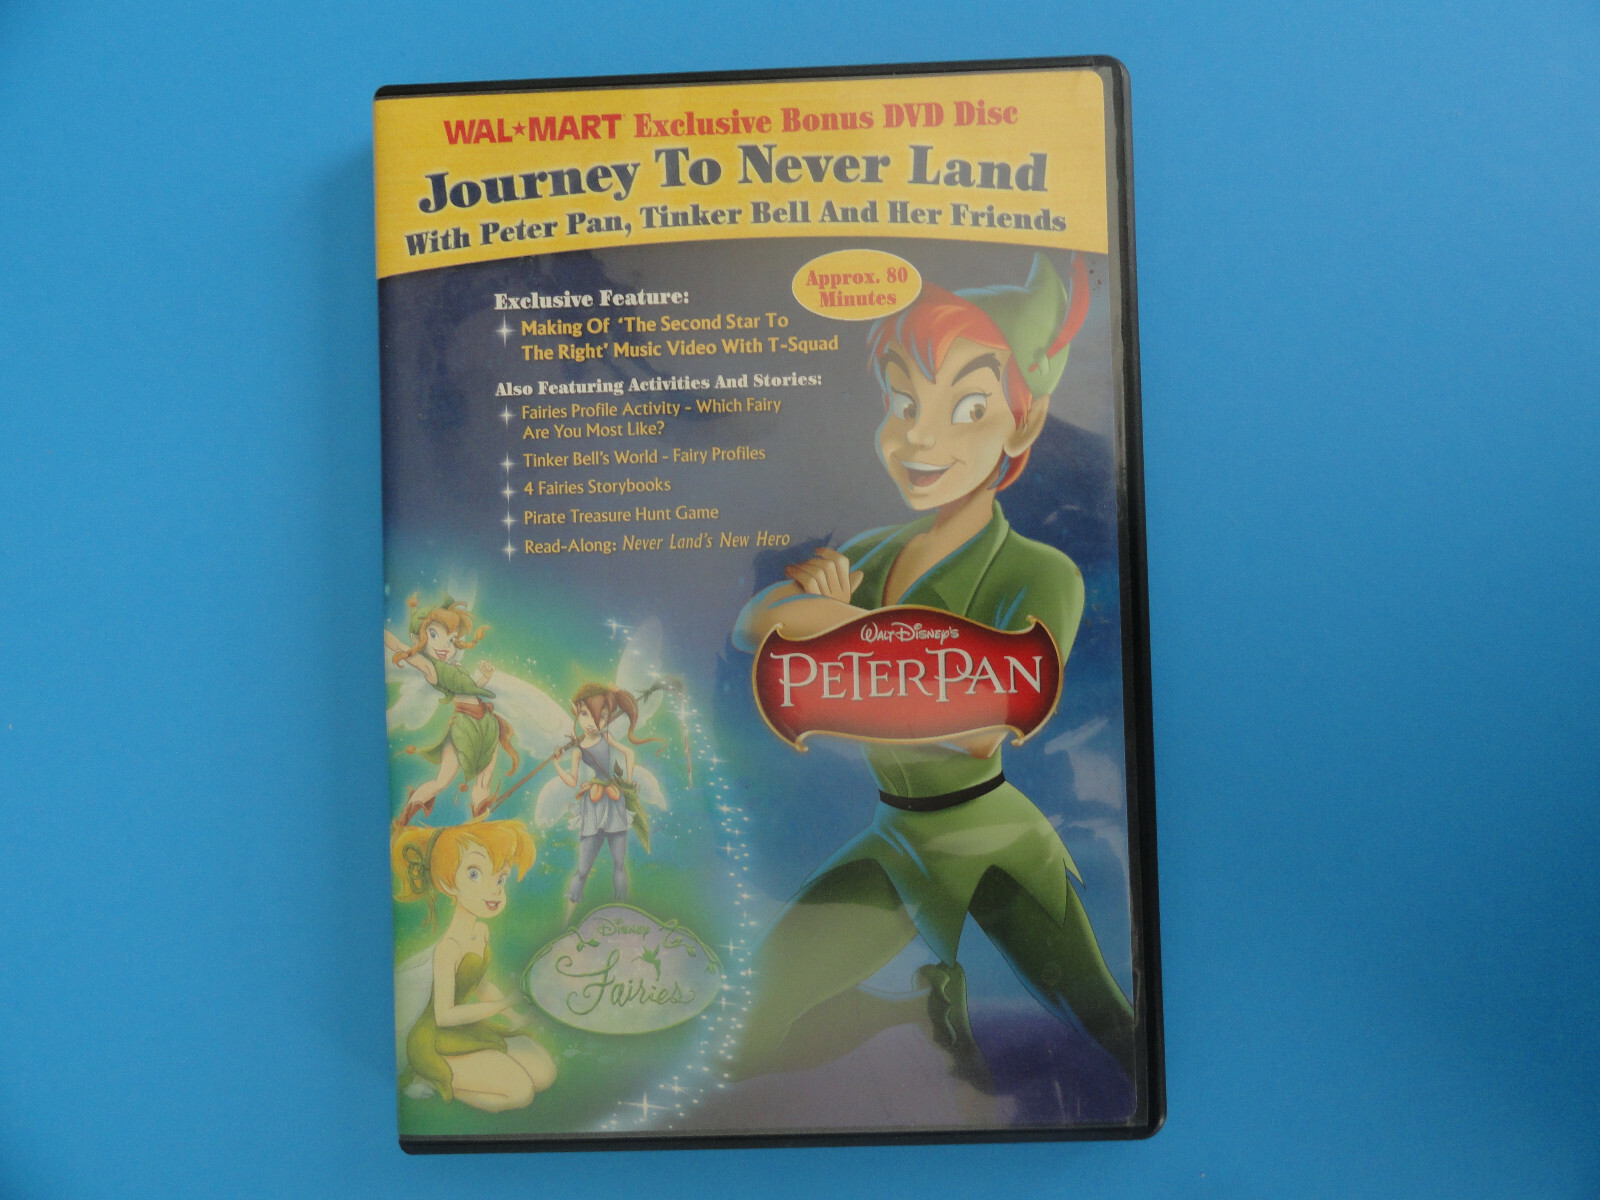 WAL★MART Exclusive Bonus DVD Disc
Journey To Never Land
With Peter Pan, Tinker Bell And Her Friends
Approx. 80
Minutes
Exclusive Feature:
Making Of ‘The Second Star To
The Right’ Music Video With T-Squad
Also Featuring Activities And Stories:
Fairies Profile Activity - Which Fairy
Are You Most Like?
Tinker Bell's World - Fairy Profiles
4 Fairies Storybooks
Pirate Treasure Hunt Game
Read-Along: Never Land's New Hero
WALT DISNEY'S
PETER PAN
DISNEY
Fairies